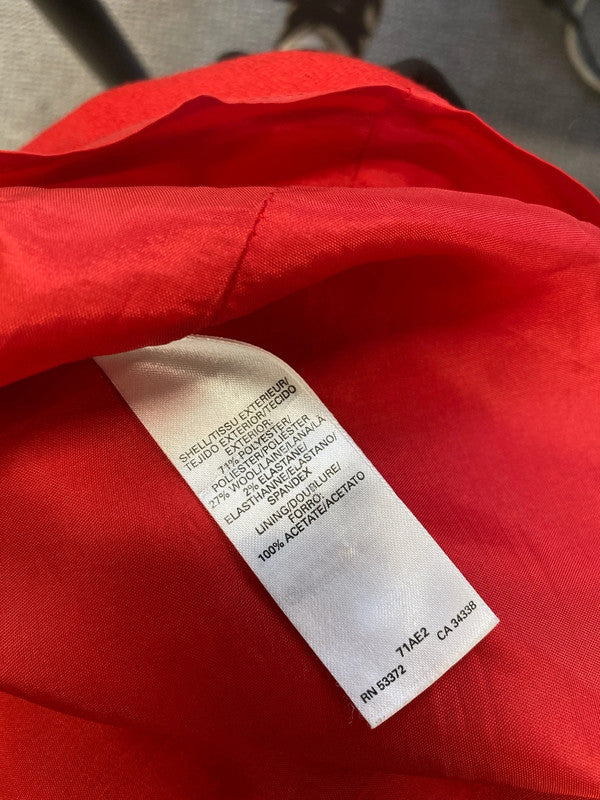 SHELL/TISSU EXTERIEUR/
TEJIDO EXTERIOR/TECIDO
EXTERIOR:
71% POLYESTER/
POLIESTER/POLIÉSTER
27% WOOL/LAINE/LANA/LÃ
2% ELASTANE/
ELASTHANNE/ELASTANO/
SPANDEX
LINING/DOUBLURE/
FORRO:
100% ACETATE/ACETATO
71AE2
RN 53372 CA 34338